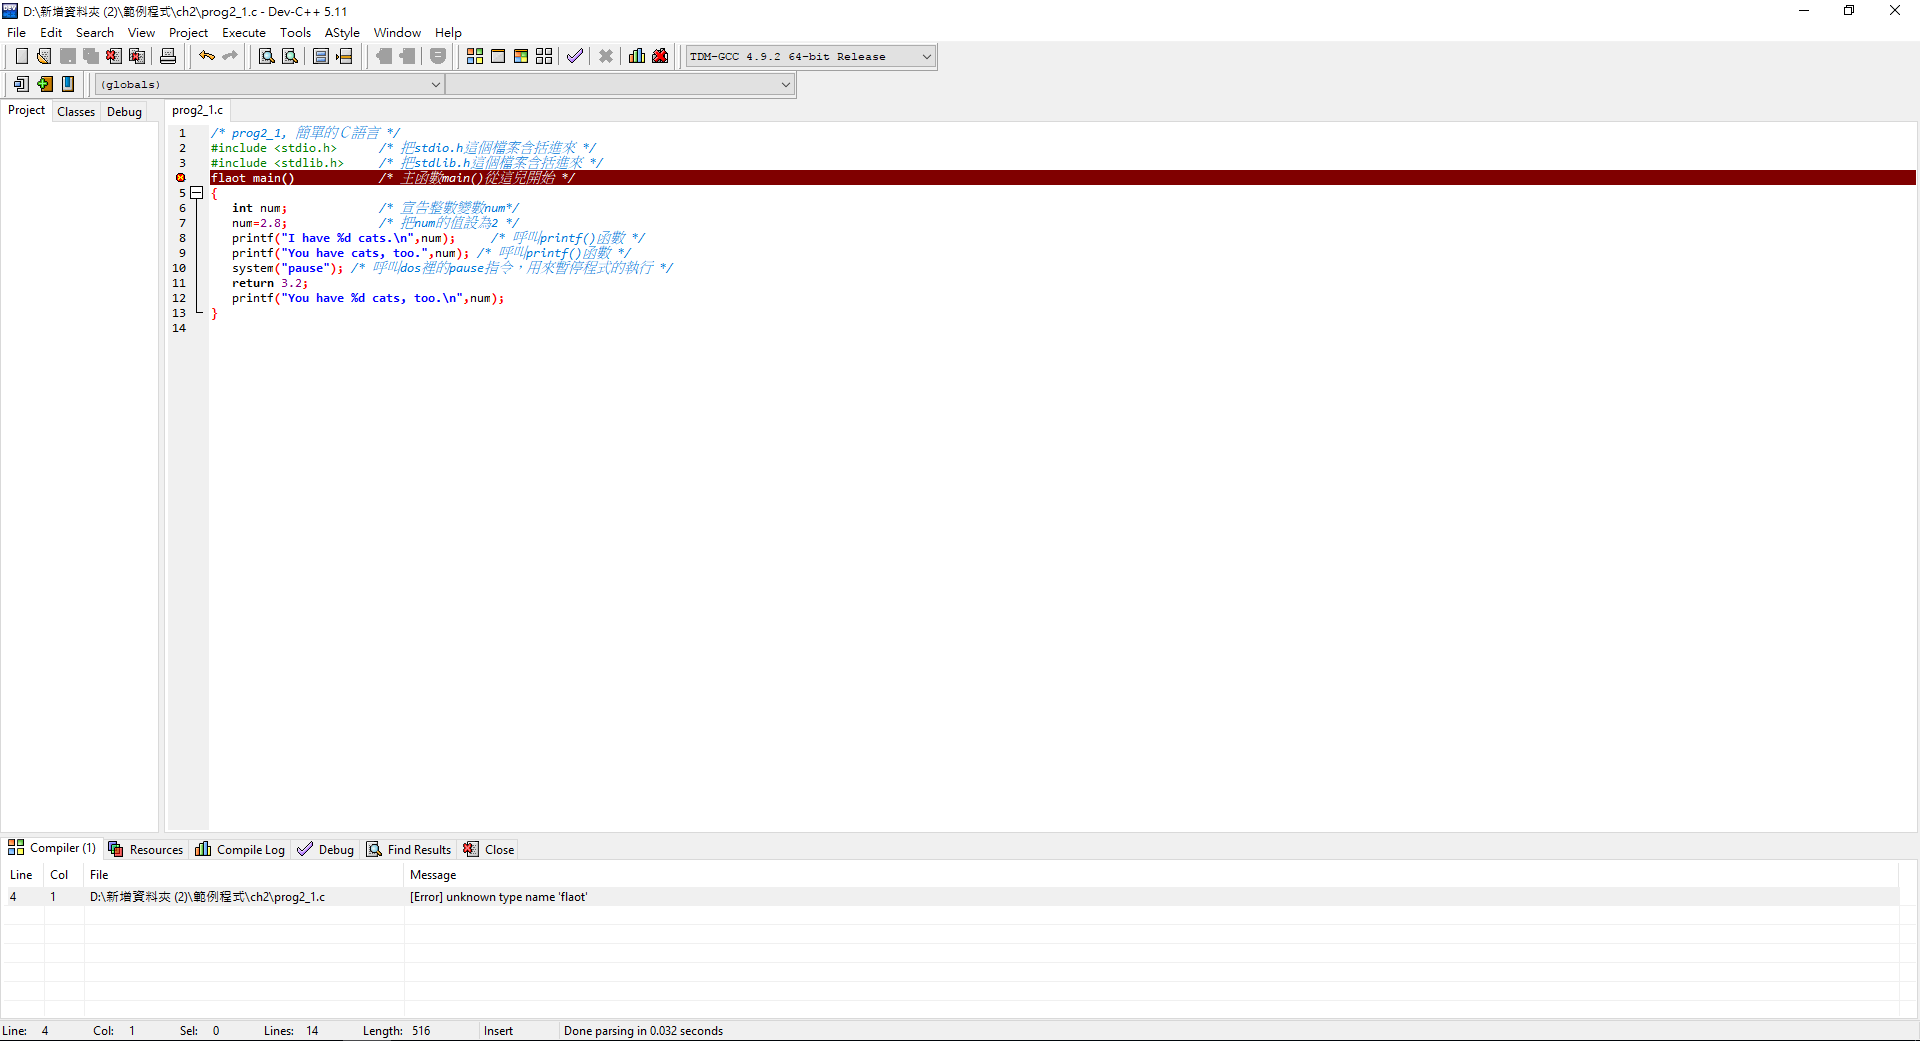 D:\新增資料夾 (2)\範例程式\ch2\prog2_1.c - Dev-C++ 5.11
File Edit Search View Project Execute Tools AStyle Window Help
TDM-GCC 4.9.2 64-bit Release
(globals)
Project Classes Debug
prog2_1.c
1 /* prog2_1, 簡單的Ｃ語言 */
2 #include <stdio.h> /* 把stdio.h這個檔案含括進來 */
3 #include <stdlib.h> /* 把stdlib.h這個檔案含括進來 */
flaot main() /* 主函數main()從這兒開始 */
5 {
6 int num; /* 宣告整數變數num*/
7 num=2.8; /* 把num的值設為2 */
8 printf("I have %d cats.\n",num); /* 呼叫printf()函數 */
9 printf("You have cats, too.",num); /* 呼叫printf()函數 */
10 system("pause"); /* 呼叫dos裡的pause指令，用來暫停程式的執行 */
11 return 3.2;
12 printf("You have %d cats, too.\n",num);
13 }
14
Compiler (1) Resources Compile Log Debug Find Results Close
Line Col File Message
4 1 D:\新增資料夾 (2)\範例程式\ch2\prog2_1.c [Error] unknown type name 'flaot'
Line: 4 Col: 1 Sel: 0 Lines: 14 Length: 516 Insert Done parsing in 0.032 seconds